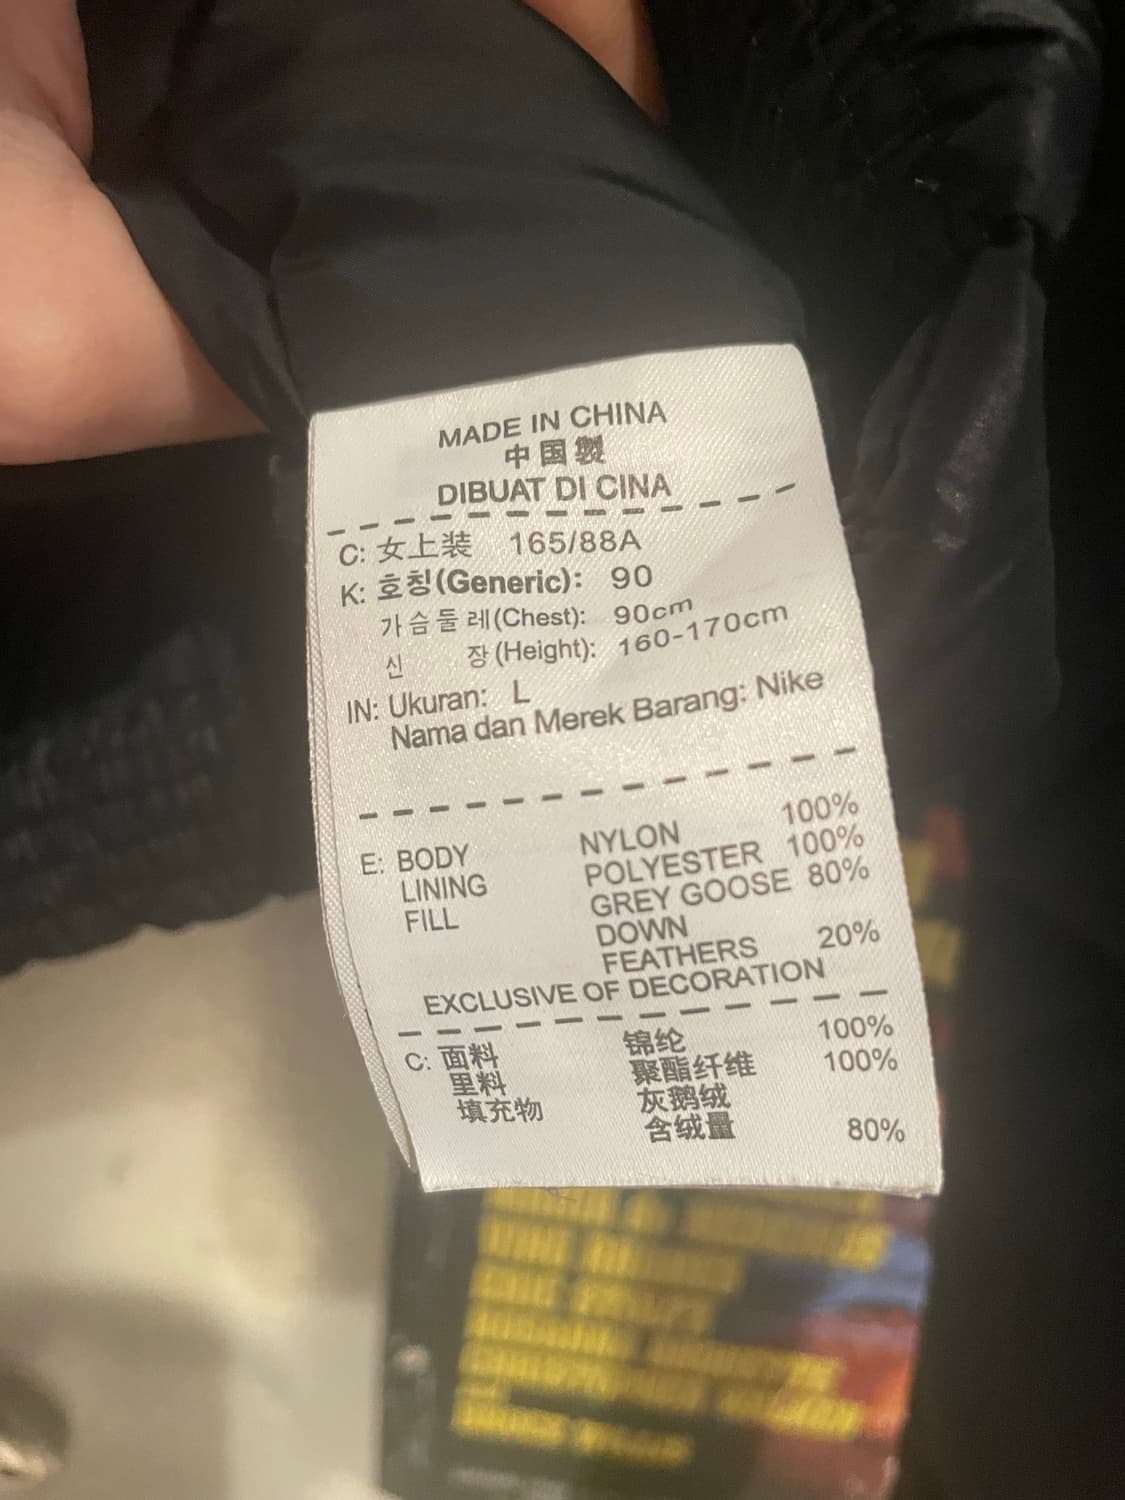 MADE IN CHINA
中国製
DIBUAT DI CINA
C: 女上装 165/88A
K: 호칭(Generic): 90
가슴둘레(Chest): 90cm
신 장(Height): 160-170cm
IN: Ukuran: L
Nama dan Merek Barang: Nike
E: BODY NYLON 100%
LINING POLYESTER 100%
FILL GREY GOOSE 80%
DOWN
FEATHERS 20%
EXCLUSIVE OF DECORATION
C: 面料 锦纶 100%
里料 聚酯纤维 100%
填充物 灰鹅绒
含绒量 80%